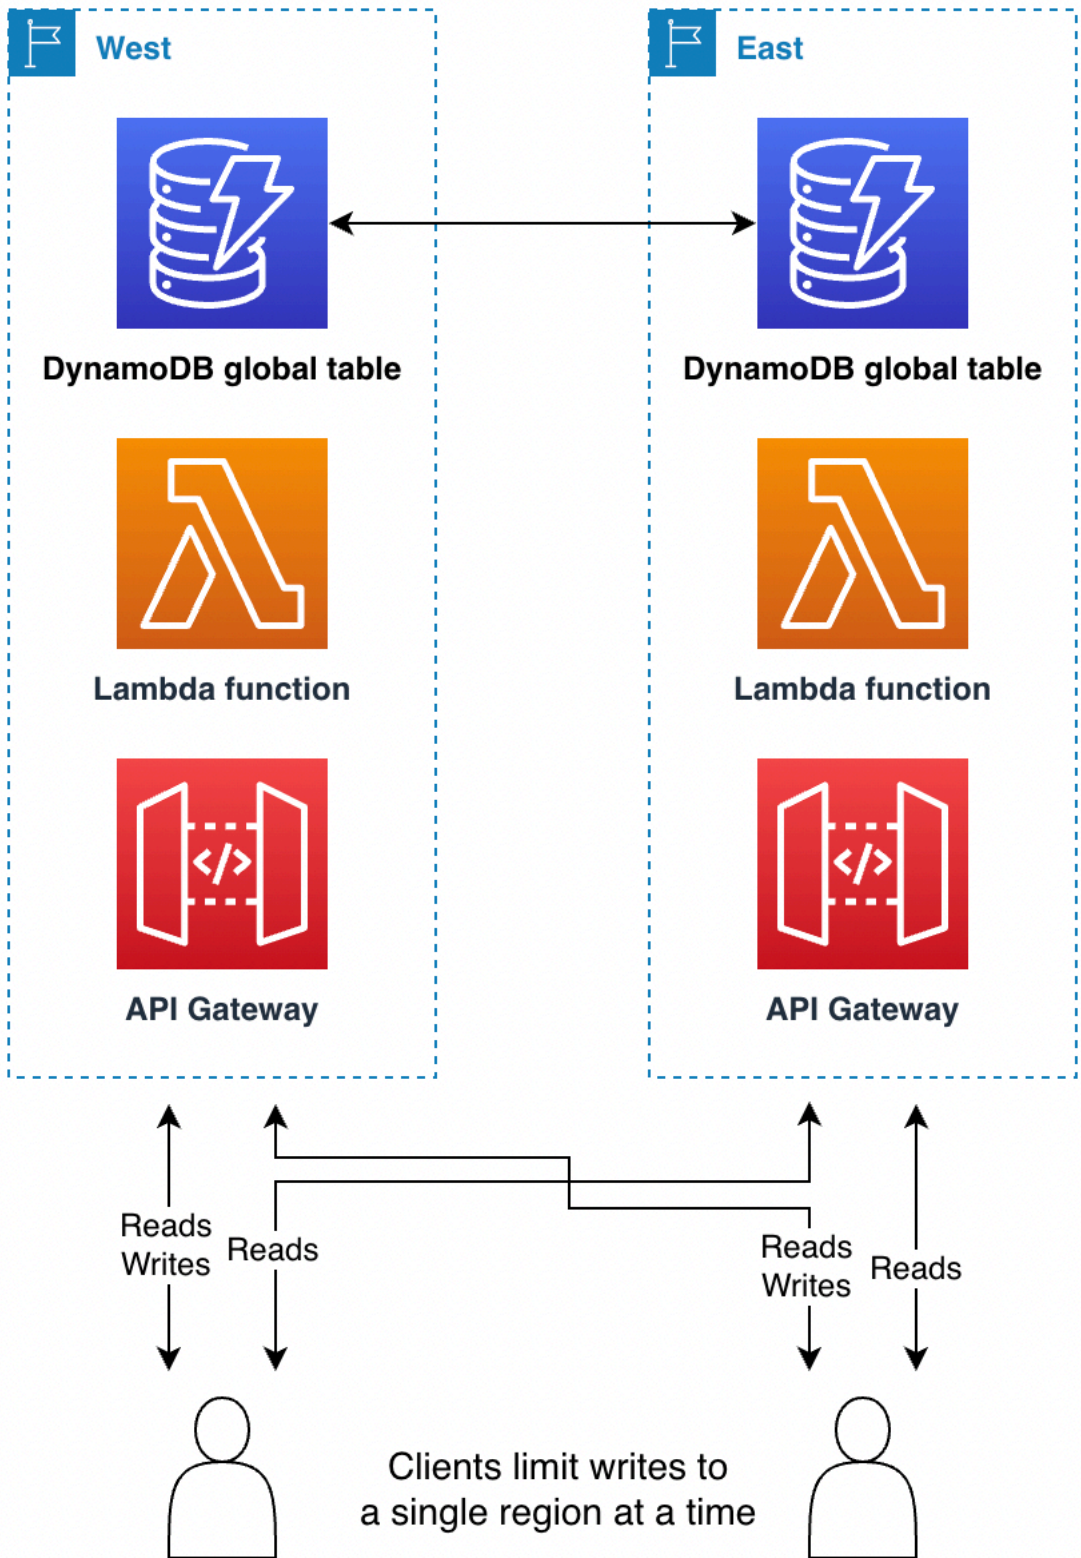 West
East
DynamoDB global table
DynamoDB global table
Lambda function
Lambda function
</>
</>
API Gateway
API Gateway
Reads
Writes
Reads
Reads
Writes
Reads
Clients limit writes to
a single region at a time